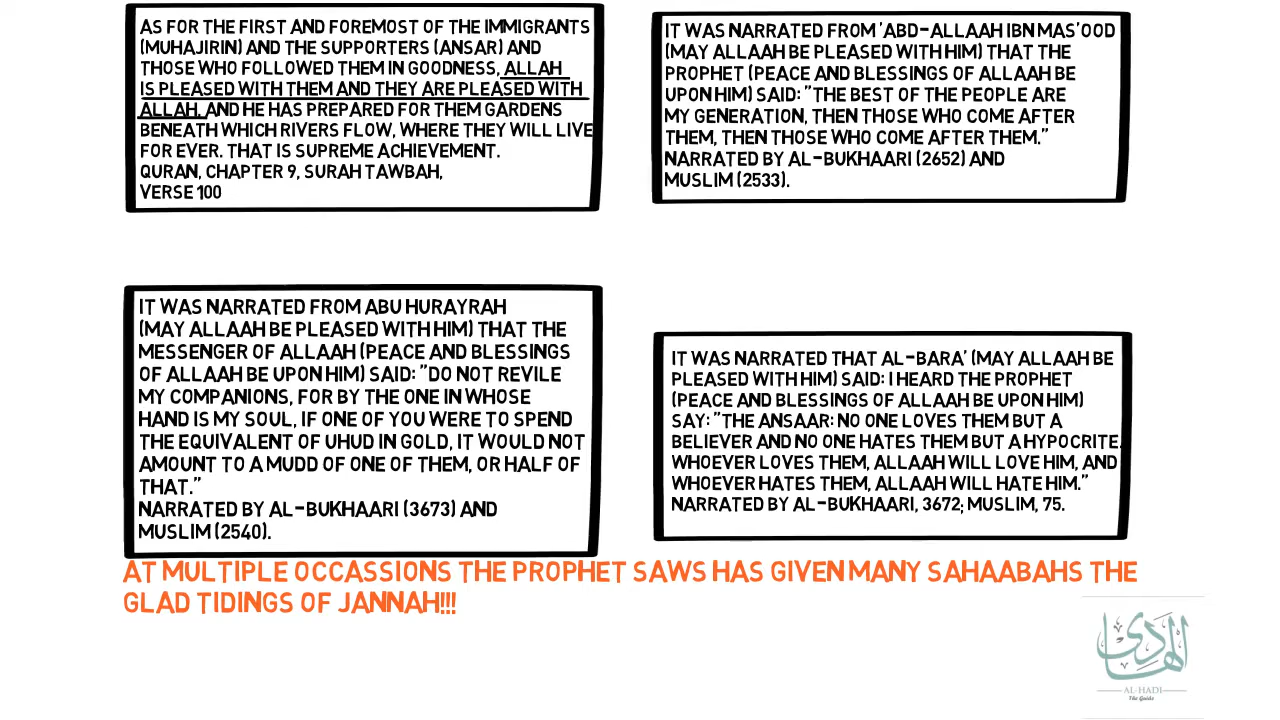 AS FOR THE FIRST AND FOREMOST OF THE IMMIGRANTS
(MUHAJIRIN) AND THE SUPPORTERS (ANSAR) AND
THOSE WHO FOLLOWED THEM IN GOODNESS, ALLAH
IS PLEASED WITH THEM AND THEY ARE PLEASED WITH
ALLAH. AND HE HAS PREPARED FOR THEM GARDENS
BENEATH WHICH RIVERS FLOW, WHERE THEY WILL LIVE
FOR EVER. THAT IS SUPREME ACHIEVEMENT.
QURAN, CHAPTER 9, SURAH TAWBAH,
VERSE 100
IT WAS NARRATED FROM 'ABD-ALLAAH IBN MAS'OOD
(MAY ALLAAH BE PLEASED WITH HIM) THAT THE
PROPHET (PEACE AND BLESSINGS OF ALLAAH BE
UPON HIM) SAID: "THE BEST OF THE PEOPLE ARE
MY GENERATION, THEN THOSE WHO COME AFTER
THEM, THEN THOSE WHO COME AFTER THEM."
NARRATED BY AL-BUKHAARI (2652) AND
MUSLIM (2533).
IT WAS NARRATED FROM ABU HURAYRAH
(MAY ALLAAH BE PLEASED WITH HIM) THAT THE
MESSENGER OF ALLAAH (PEACE AND BLESSINGS
OF ALLAAH BE UPON HIM) SAID: "DO NOT REVILE
MY COMPANIONS, FOR BY THE ONE IN WHOSE
HAND IS MY SOUL, IF ONE OF YOU WERE TO SPEND
THE EQUIVALENT OF UHUD IN GOLD, IT WOULD NOT
AMOUNT TO A MUDD OF ONE OF THEM, OR HALF OF
THAT."
NARRATED BY AL-BUKHAARI (3673) AND
MUSLIM (2540).
IT WAS NARRATED THAT AL-BARA' (MAY ALLAAH BE
PLEASED WITH HIM) SAID: I HEARD THE PROPHET
(PEACE AND BLESSINGS OF ALLAAH BE UPON HIM)
SAY: "THE ANSAAR: NO ONE LOVES THEM BUT A
BELIEVER AND NO ONE HATES THEM BUT A HYPOCRITE.
WHOEVER LOVES THEM, ALLAAH WILL LOVE HIM, AND
WHOEVER HATES THEM, ALLAAH WILL HATE HIM."
NARRATED BY AL-BUKHAARI, 3672; MUSLIM, 75.
AT MULTIPLE OCCASSIONS THE PROPHET SAWS HAS GIVEN MANY SAHAABAHS THE
GLAD TIDINGS OF JANNAH!!!
الهادي
AL-HADI
The Guide